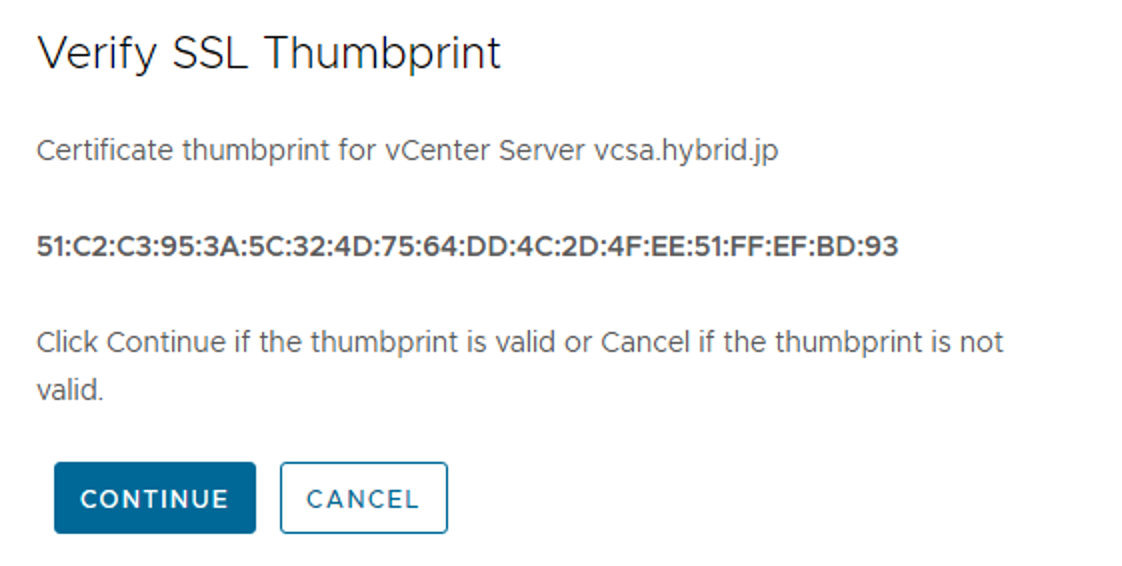 Verify SSL Thumbprint
Certificate thumbprint for vCenter Server vcsa.hybrid.jp
51:C2:C3:95:3A:5C:32:4D:75:64:DD:4C:2D:4F:EE:51:FF:EF:BD:93
Click Continue if the thumbprint is valid or Cancel if the thumbprint is not
valid.
CONTINUE CANCEL